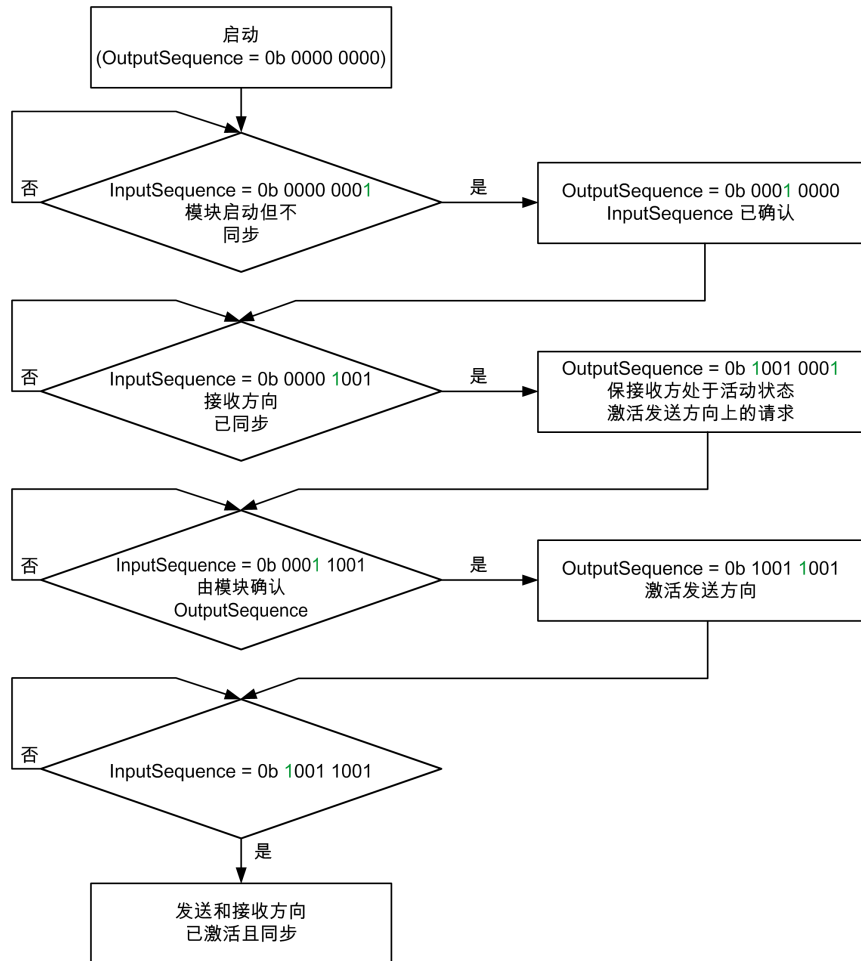 启动
(OutputSequence = 0b 0000 0000)
否
InputSequence = 0b 0000 0001
模块启动但不
同步
是
OutputSequence = 0b 0001 0000
InputSequence 已确认
否
InputSequence = 0b 0000 1001
接收方向
已同步
是
OutputSequence = 0b 1001 0001
保接收方处于活动状态
激活发送方向上的请求
否
InputSequence = 0b 0001 1001
由模块确认
OutputSequence
是
OutputSequence = 0b 1001 1001
激活发送方向
否
InputSequence = 0b 1001 1001
是
发送和接收方向
已激活且同步